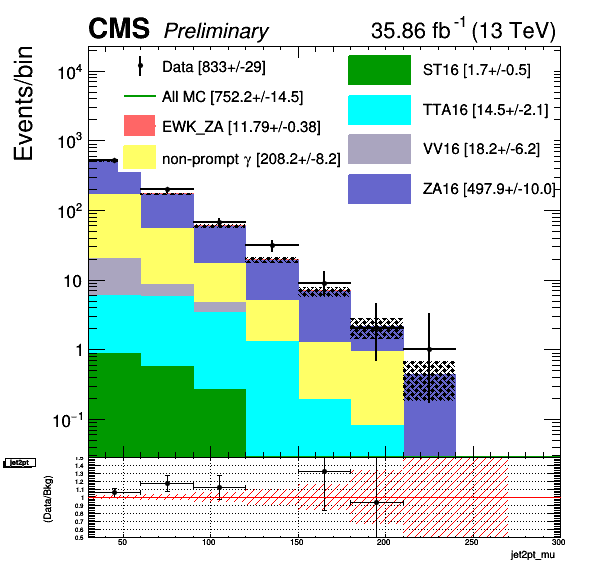 CMS Preliminary 35.86 fb⁻¹ (13 TeV)
Events/bin
Data [833+/-29]
All MC [752.2+/-14.5]
EWK_ZA [11.79+/-0.38]
non-prompt γ [208.2+/-8.2]
ST16 [1.7+/-0.5]
TTA16 [14.5+/-2.1]
VV16 [18.2+/-6.2]
ZA16 [497.9+/-10.0]
10⁴
10³
10²
10
1
10⁻¹
jet2pt
(Data/Bkg)
1.5
1.4
1.3
1.2
1.1
1
0.9
0.8
0.7
0.6
0.5
50 100 150 200 250 300
jet2pt_mu